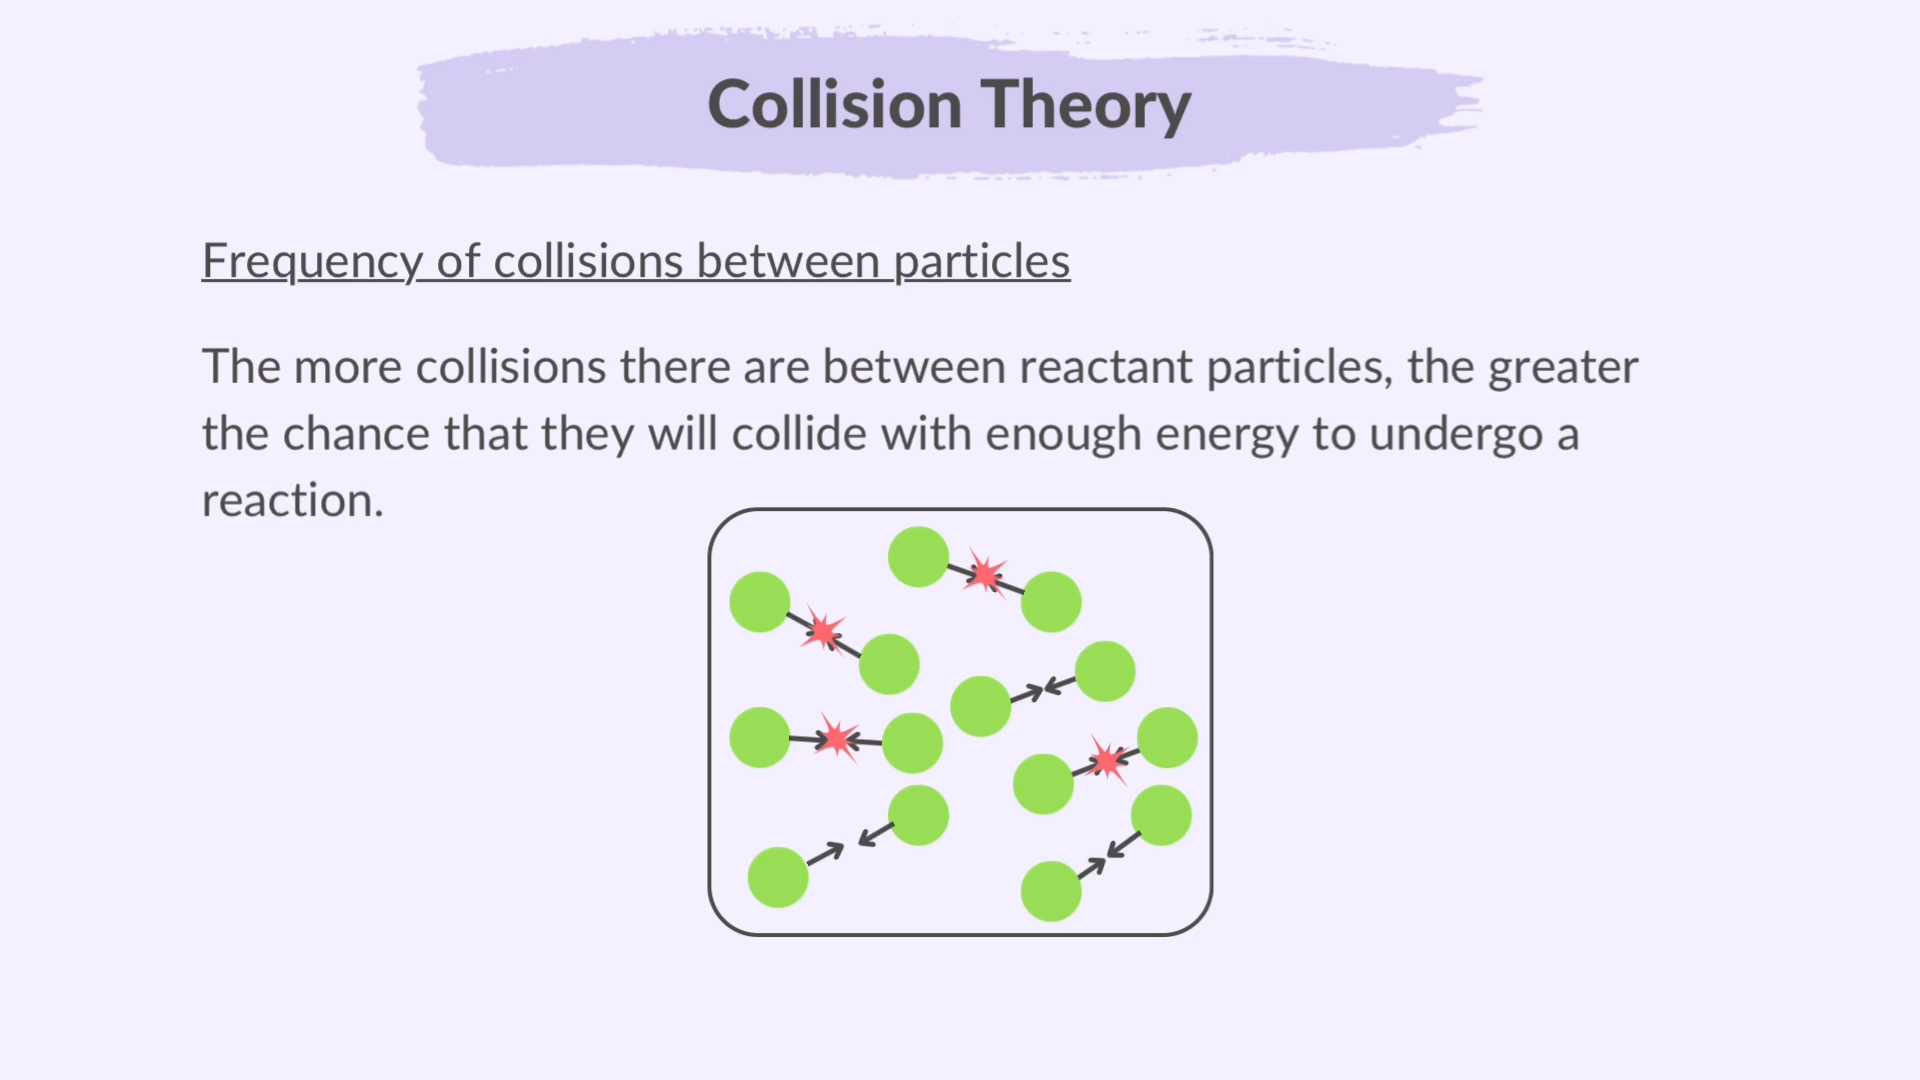 Collision Theory
Frequency of collisions between particles
The more collisions there are between reactant particles, the greater
the chance that they will collide with enough energy to undergo a
reaction.